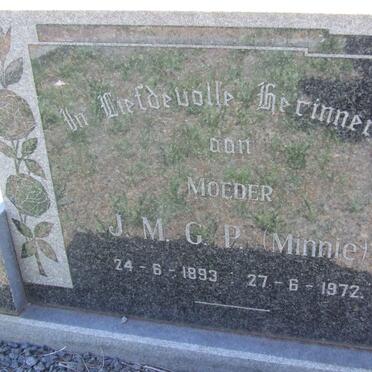 In Liefdevolle Herinner
aan
MOEDER
J. M. G. P. (Minnie)
24-6-1893 27-6-1972.